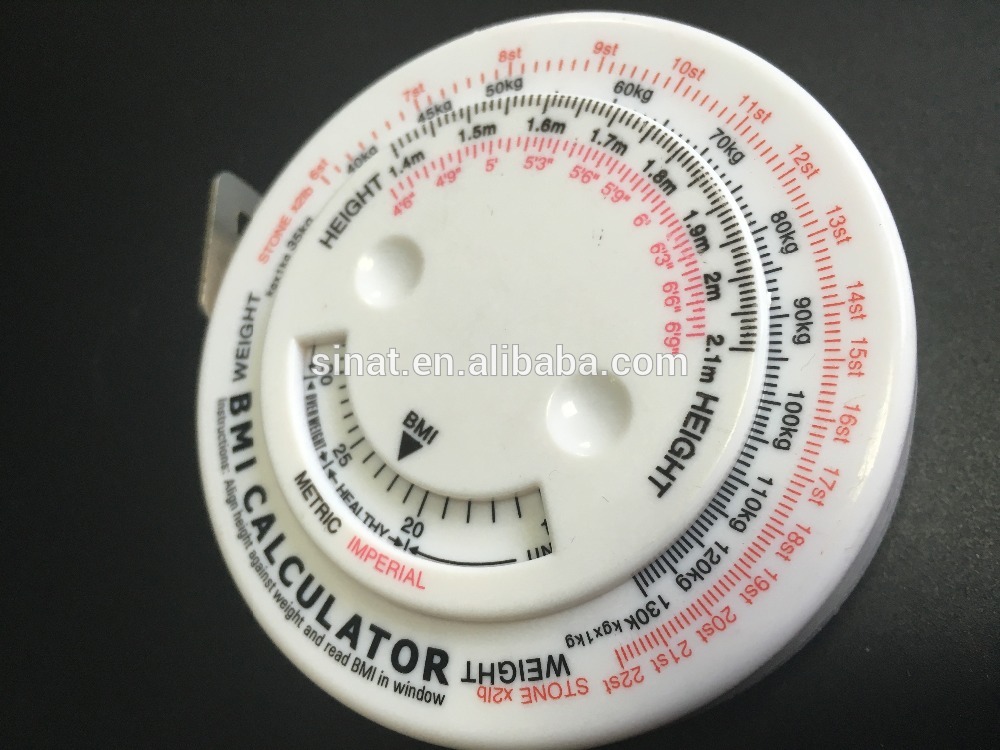 STONE x2lb 6st 7st 8st 9st 10st 11st 12st 13st 14st 15st 16st 17st 18st 19st 20st 21st 22st STONE x2lb
WEIGHT kgx1kg 35kg 40kg 45kg 50kg 60kg 70kg 80kg 90kg 100kg 110kg 120kg 130k kgx1kg WEIGHT
HEIGHT 1.4m 1.5m 1.6m 1.7m 1.8m 1.9m 2m 2.1m HEIGHT
4'6" 4'9" 5' 5'3" 5'6" 5'9" 6' 6'3" 6'6" 6'9"
sinat.en.alibaba.com
BMI
25 20
OVERWEIGHT HEALTHY UN
METRIC
IMPERIAL
BMI CALCULATOR
Instructions: Align height against weight and read BMI in window